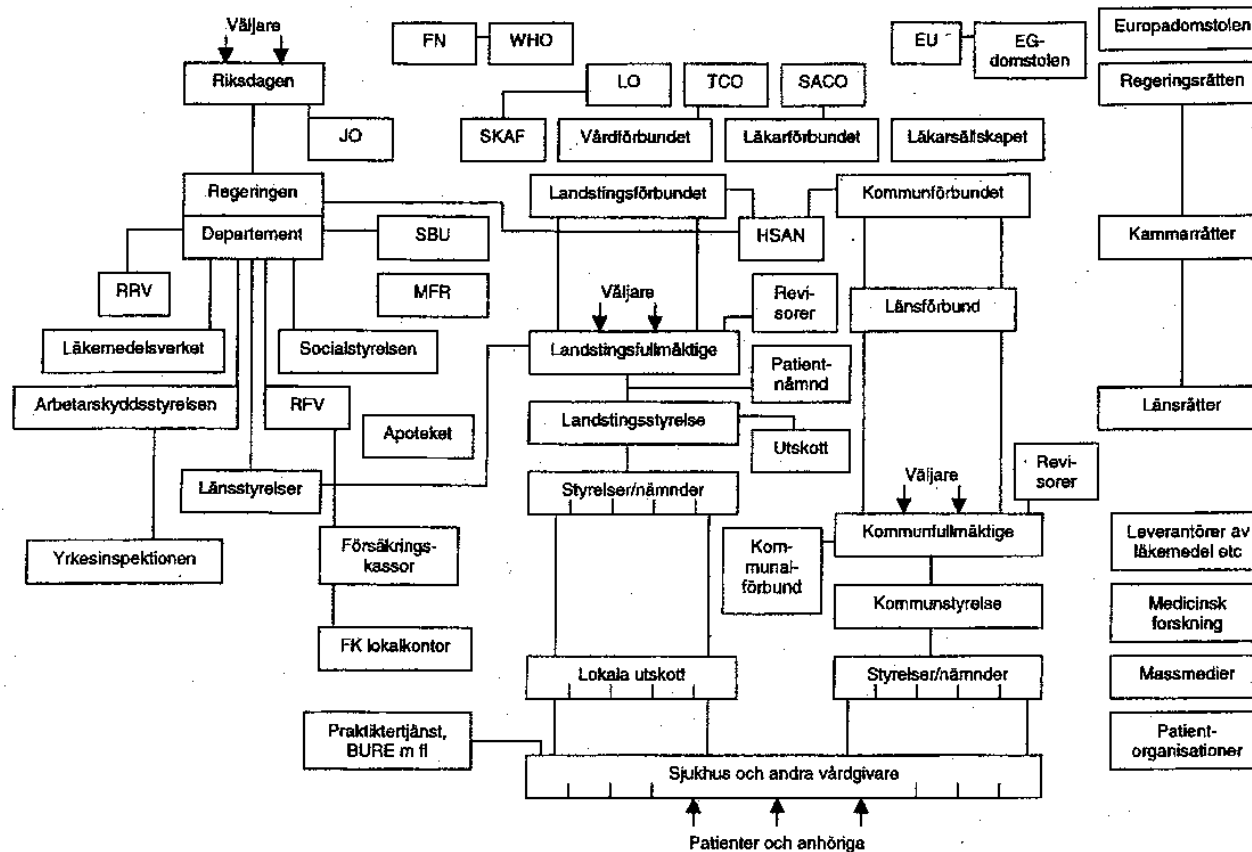 Väljare
FN
WHO
EU
EG-
domstolen
Europadomstolen
Riksdagen
LO
TCO
SACO
Regeringsrätten
JO
SKAF
Vårdförbundet
Läkarförbundet
Läkarsällskapet
Regeringen
Landstingsförbundet
Kommunförbundet
Departement
SBU
HSAN
Kammarrätter
RRV
MFR
Väljare
Revi-
sorer
Länsförbund
Läkemedelsverket
Socialstyrelsen
Landstingsfullmäktige
Patient-
nämnd
Arbetarskyddsstyrelsen
RFV
Apoteket
Landstingsstyrelse
Utskott
Länsrätter
Länsstyrelser
Styrelser/nämnder
Väljare
Revi-
sorer
Yrkesinspektionen
Försäkrings-
kassor
Kom-
munal-
förbund
Kommunfullmäktige
Leverantörer av
läkemedel etc
Kommunstyrelse
Medicinsk
forskning
FK lokalkontor
Lokala utskott
Styrelser/nämnder
Massmedier
Praktiktertjänst,
BURE m fl
Sjukhus och andra vårdgivare
Patient-
organisationer
Patienter och anhöriga